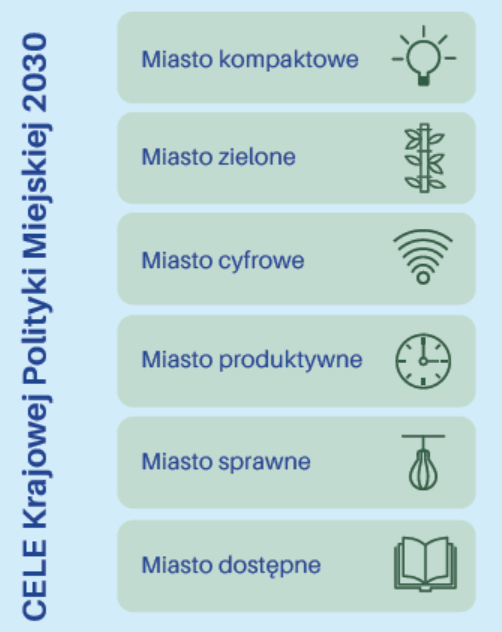 CELE Krajowej Polityki Miejskiej 2030
Miasto kompaktowe
Miasto zielone
Miasto cyfrowe
Miasto produktywne
Miasto sprawne
Miasto dostępne